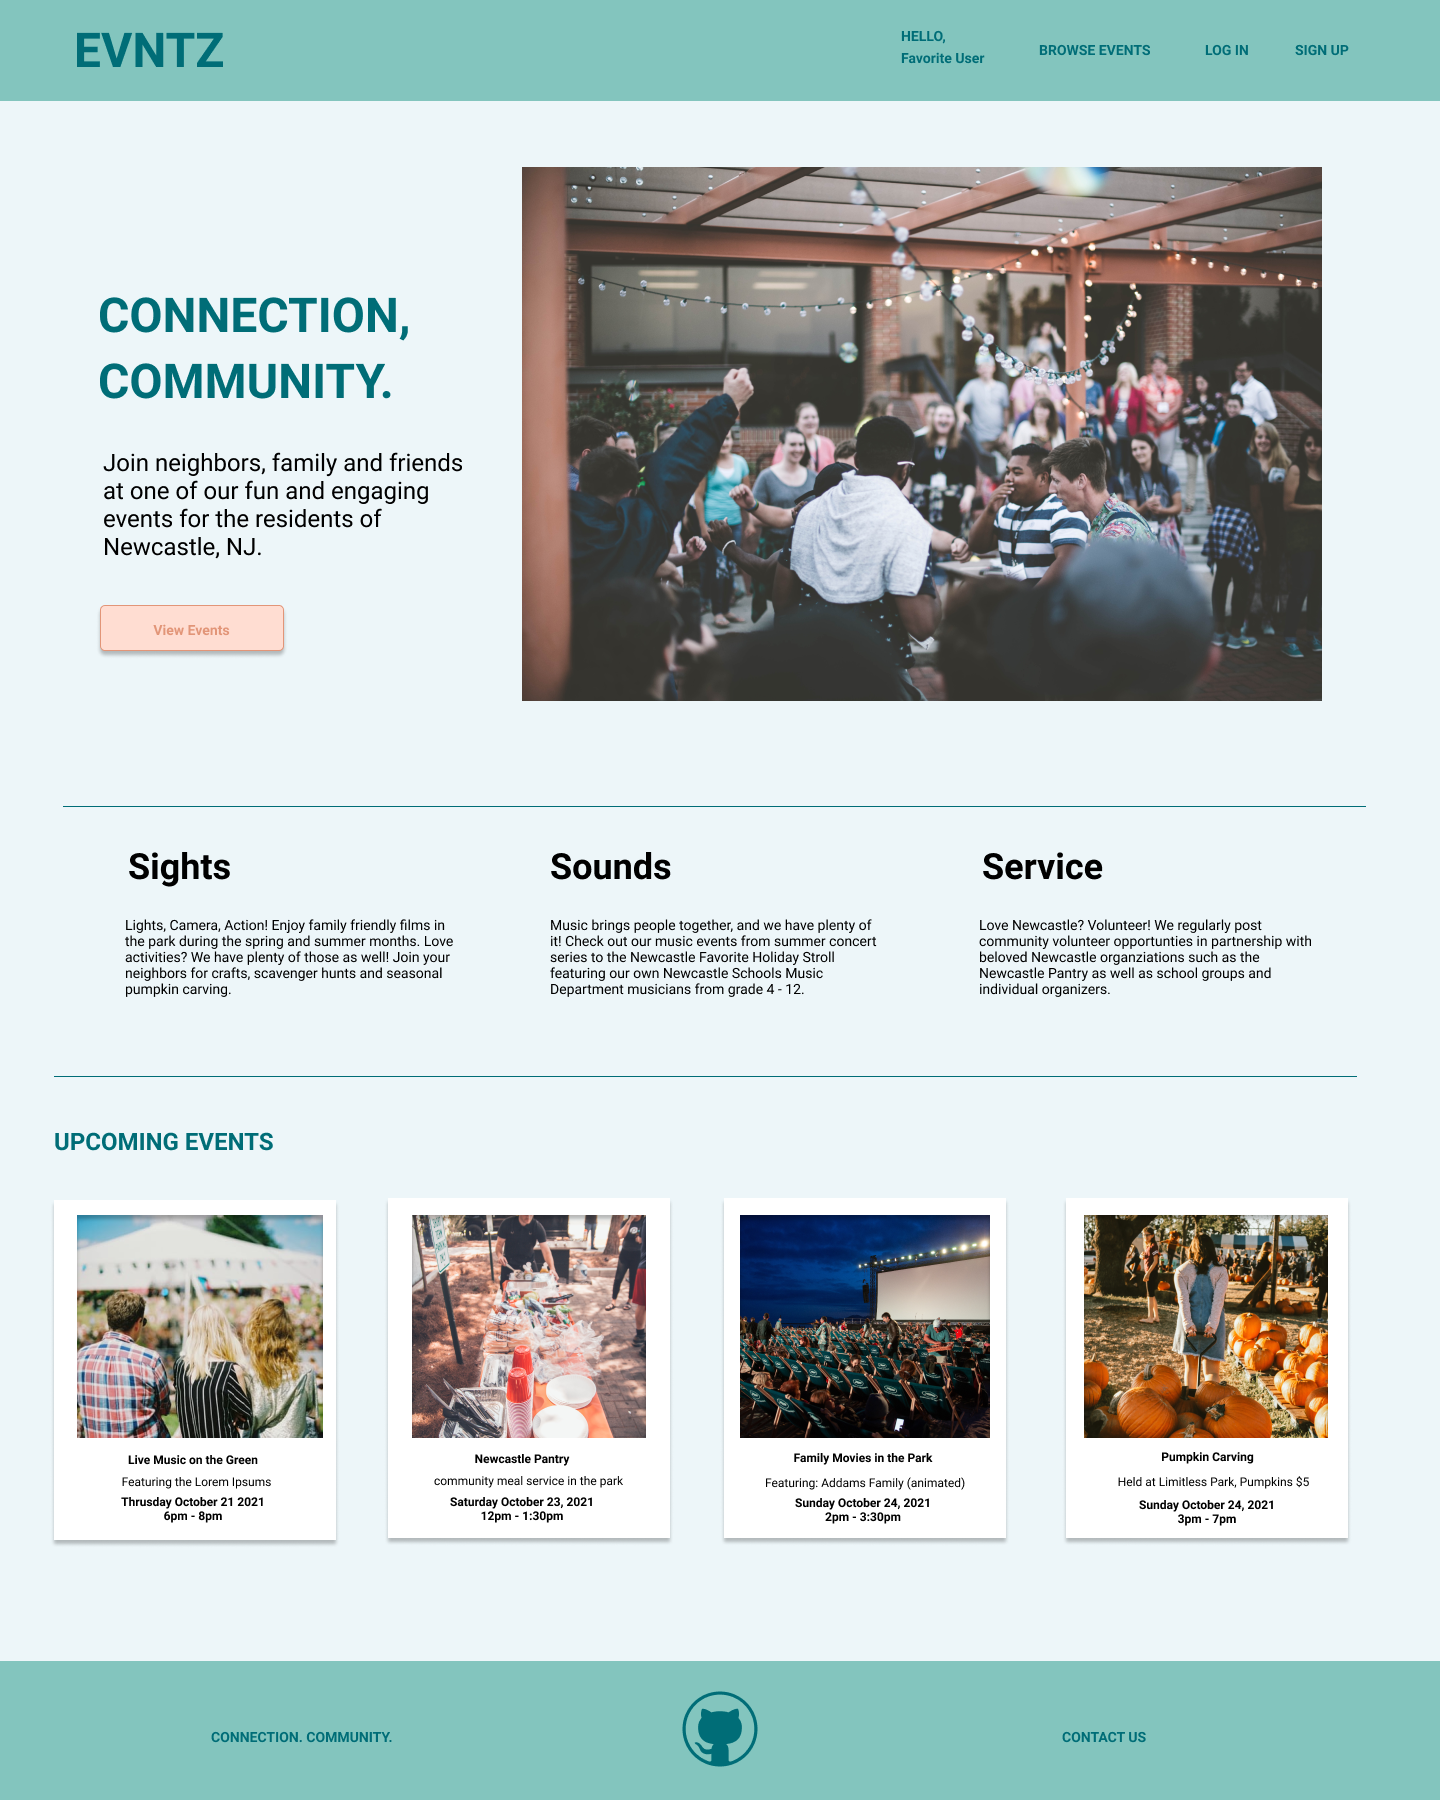 EVNTZ
HELLO,
Favorite User
BROWSE EVENTS
LOG IN
SIGN UP
CONNECTION,
COMMUNITY.
Join neighbors, family and friends
at one of our fun and engaging
events for the residents of
Newcastle, NJ.
View Events
Sights
Lights, Camera, Action! Enjoy family friendly films in
the park during the spring and summer months. Love
activities? We have plenty of those as well! Join your
neighbors for crafts, scavenger hunts and seasonal
pumpkin carving.
Sounds
Music brings people together, and we have plenty of
it! Check out our music events from summer concert
series to the Newcastle Favorite Holiday Stroll
featuring our own Newcastle Schools Music
Department musicians from grade 4 - 12.
Service
Love Newcastle? Volunteer! We regularly post
community volunteer opportunties in partnership with
beloved Newcastle organziations such as the
Newcastle Pantry as well as school groups and
individual organizers.
UPCOMING EVENTS
Live Music on the Green
Featuring the Lorem Ipsums
Thrusday October 21 2021
6pm - 8pm
Newcastle Pantry
community meal service in the park
Saturday October 23, 2021
12pm - 1:30pm
Family Movies in the Park
Featuring: Addams Family (animated)
Sunday October 24, 2021
2pm - 3:30pm
Pumpkin Carving
Held at Limitless Park, Pumpkins $5
Sunday October 24, 2021
3pm - 7pm
CONNECTION. COMMUNITY.
CONTACT US